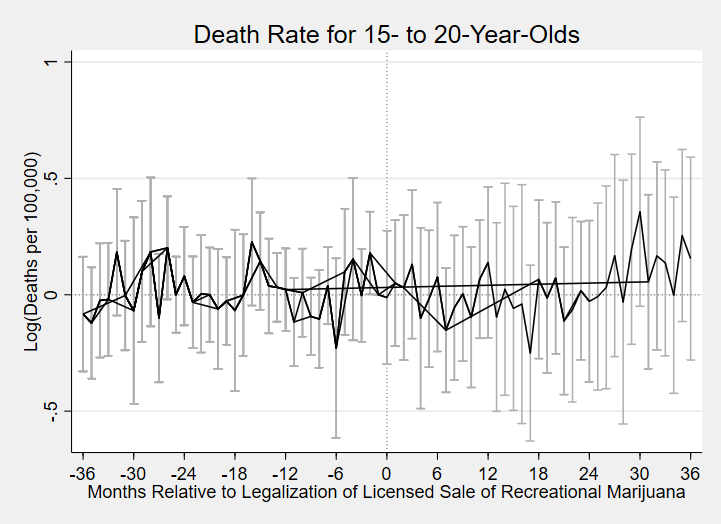 Death Rate for 15- to 20-Year-Olds
Log(Deaths per 100,000)
1
.5
0
-.5
-36 -30 -24 -18 -12 -6 0 6 12 18 24 30 36
Months Relative to Legalization of Licensed Sale of Recreational Marijuana